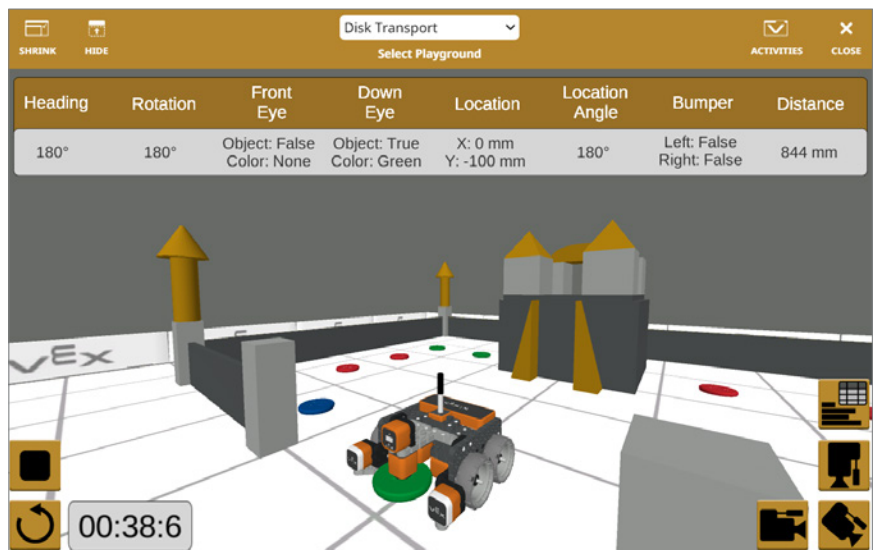 Disk Transport
SHRINK
HIDE
Select Playground
ACTIVITIES
CLOSE
Heading
Rotation
Front
Eye
Down
Eye
Location
Location
Angle
Bumper
Distance
180°
180°
Object: False
Color: None
Object: True
Color: Green
X: 0 mm
Y: -100 mm
180°
Left: False
Right: False
844 mm
vEx
vEx
00:38:6